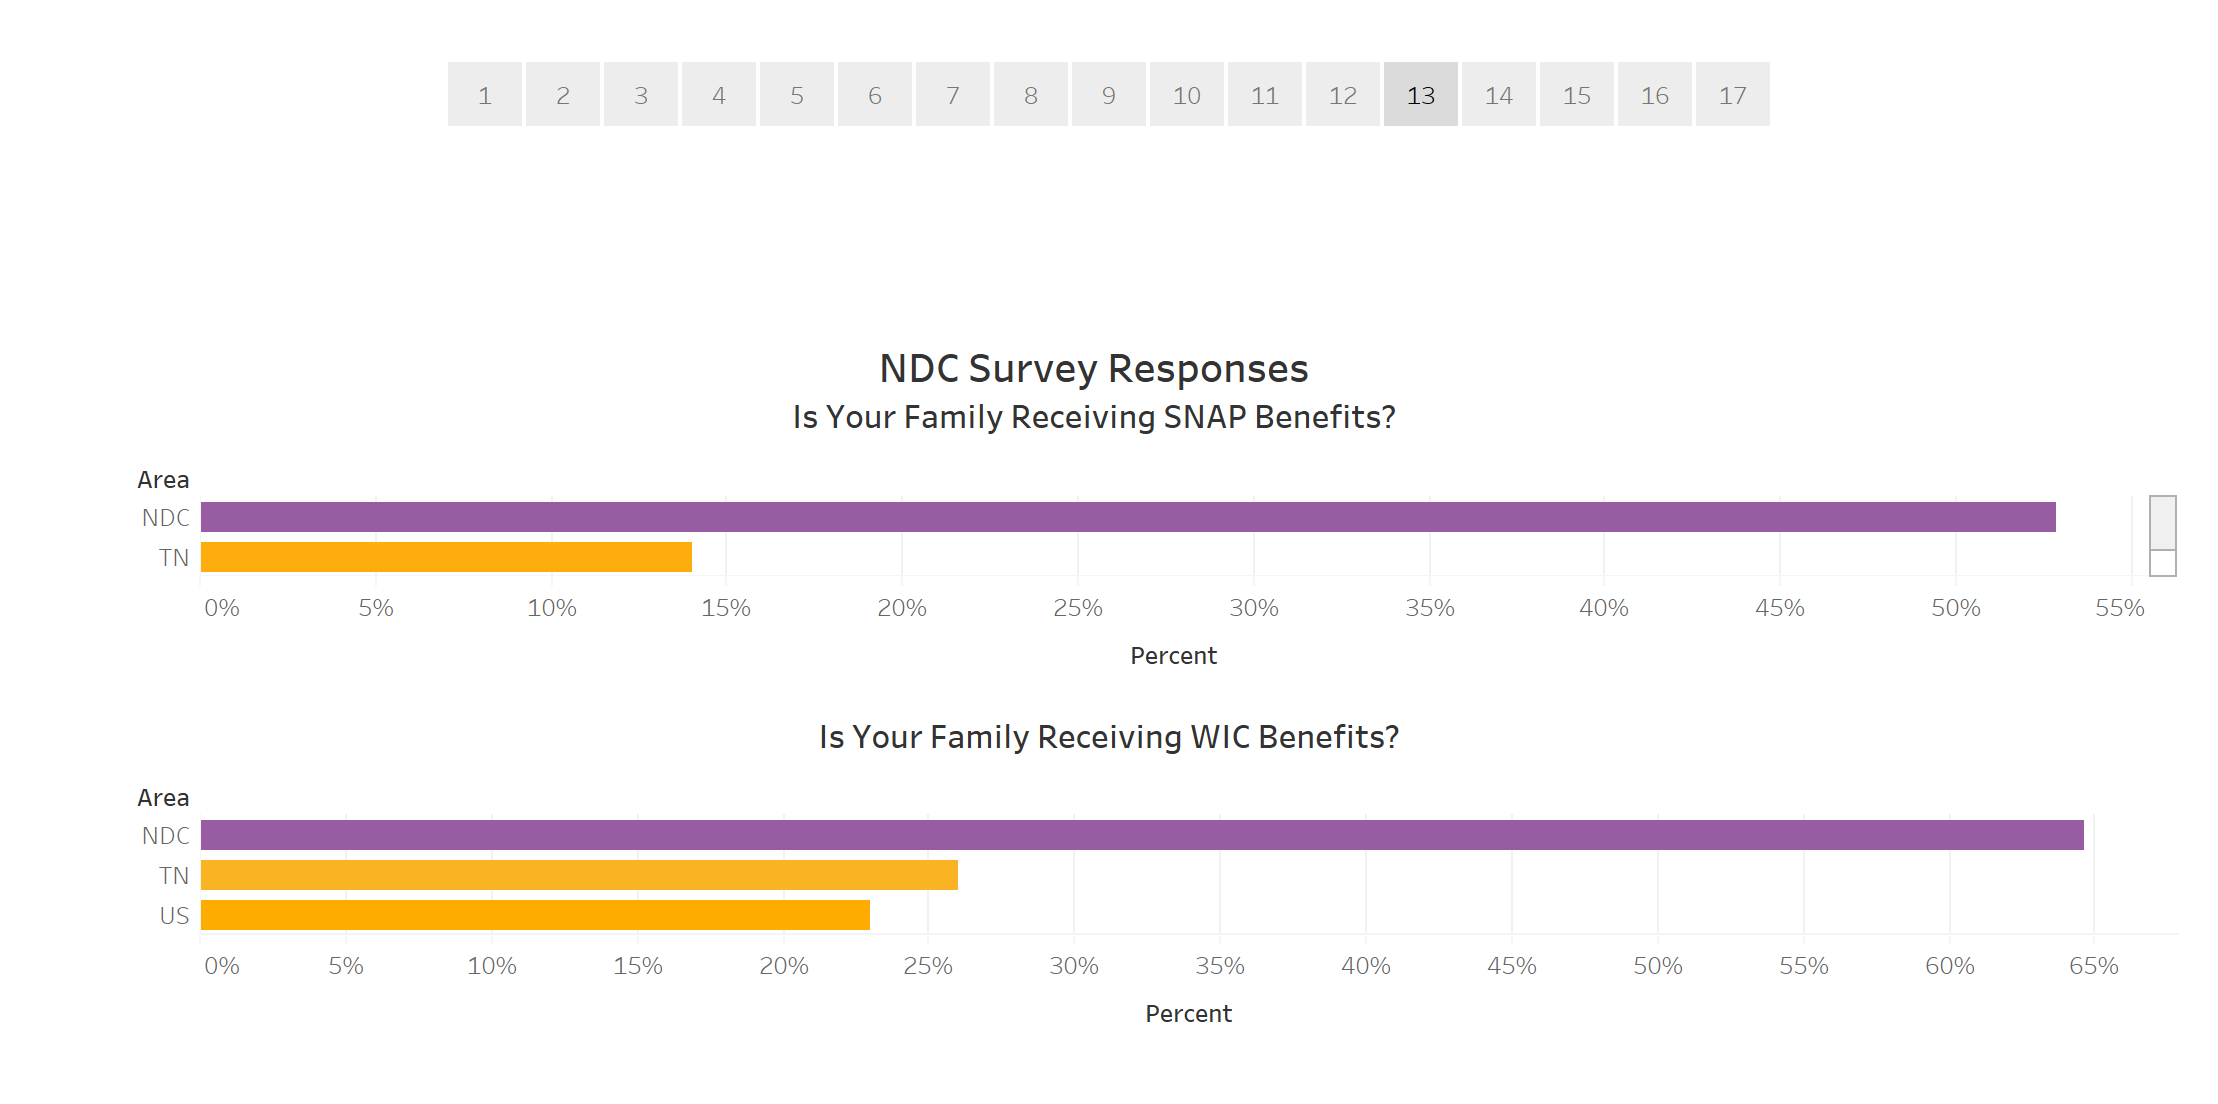 1 2 3 4 5 6 7 8 9 10 11 12 13 14 15 16 17
NDC Survey Responses
Is Your Family Receiving SNAP Benefits?
Area
NDC
TN
0% 5% 10% 15% 20% 25% 30% 35% 40% 45% 50% 55%
Percent
Is Your Family Receiving WIC Benefits?
Area
NDC
TN
US
0% 5% 10% 15% 20% 25% 30% 35% 40% 45% 50% 55% 60% 65%
Percent